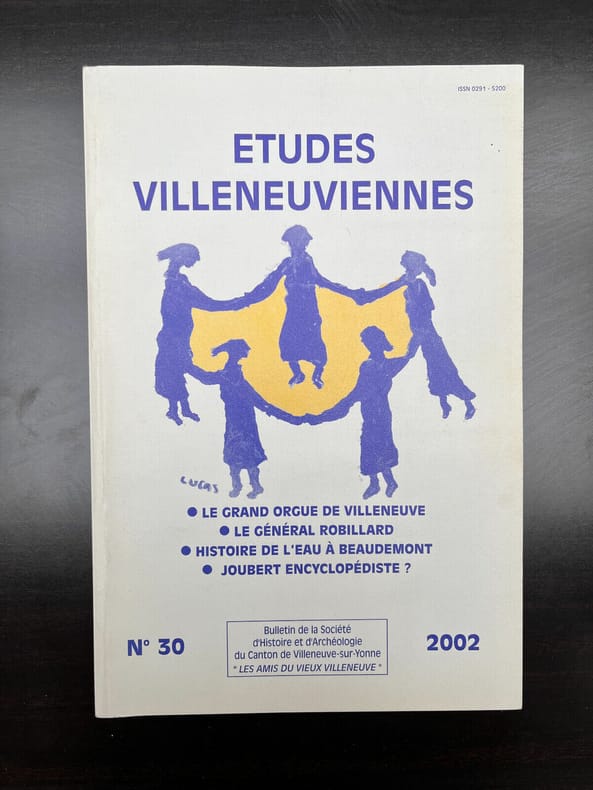 ISSN 0291 - 5200
ETUDES
VILLENEUVIENNES
LUCAS
● LE GRAND ORGUE DE VILLENEUVE
● LE GÉNÉRAL ROBILLARD
● HISTOIRE DE L'EAU À BEAUDEMONT
● JOUBERT ENCYCLOPÉDISTE ?
N° 30
Bulletin de la Société
d'Histoire et d'Archéologie
du Canton de Villeneuve-sur-Yonne
" LES AMIS DU VIEUX VILLENEUVE "
2002